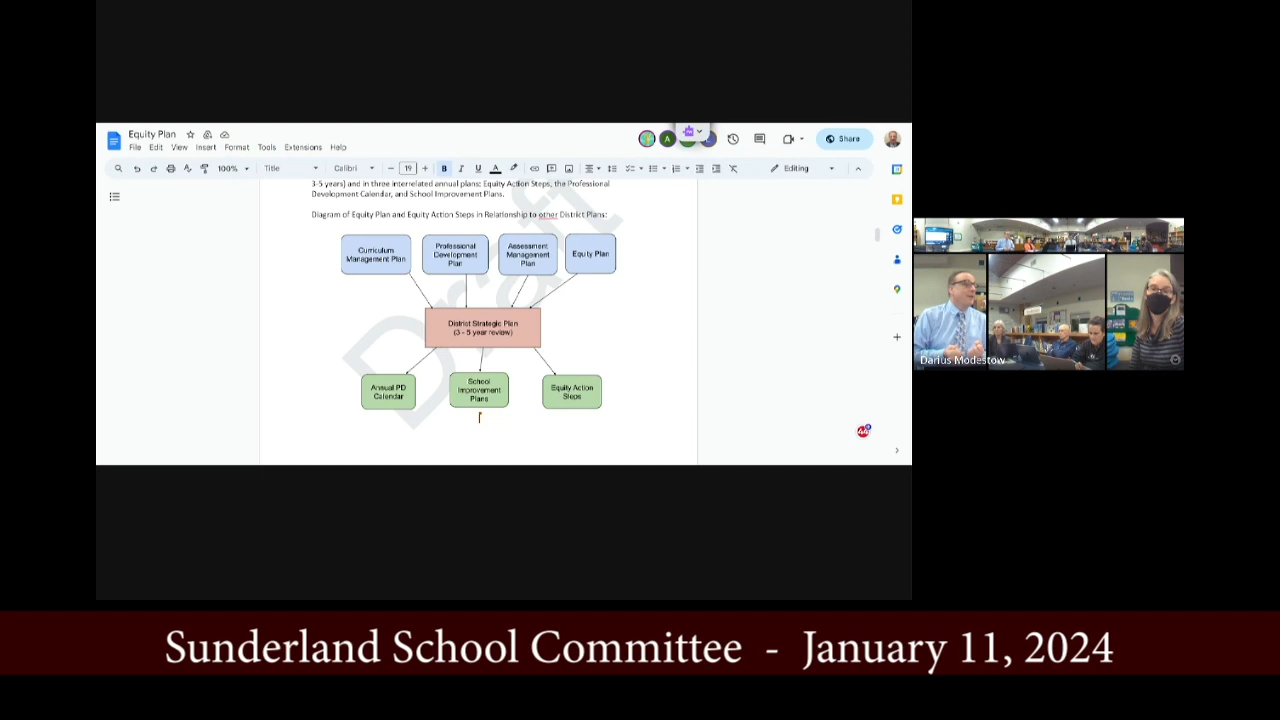 Equity Plan
File Edit View Insert Format Tools Extensions Help
Share
100%
Title
Calibri
19
B I U A
Editing
3-5 years) and in three interrelated annual plans: Equity Action Steps, the Professional
Development Calendar, and School Improvement Plans.
Diagram of Equity Plan and Equity Action Steps in Relationship to other District Plans:
Curriculum
Management Plan
Professional
Development
Plan
Assessment
Management
Plan
Equity Plan
Draft
District Strategic Plan
(3 - 5 year review)
Annual PD
Calendar
School
Improvement
Plans
Equity Action
Steps
Darius Modestow
Sunderland School Committee - January 11, 2024